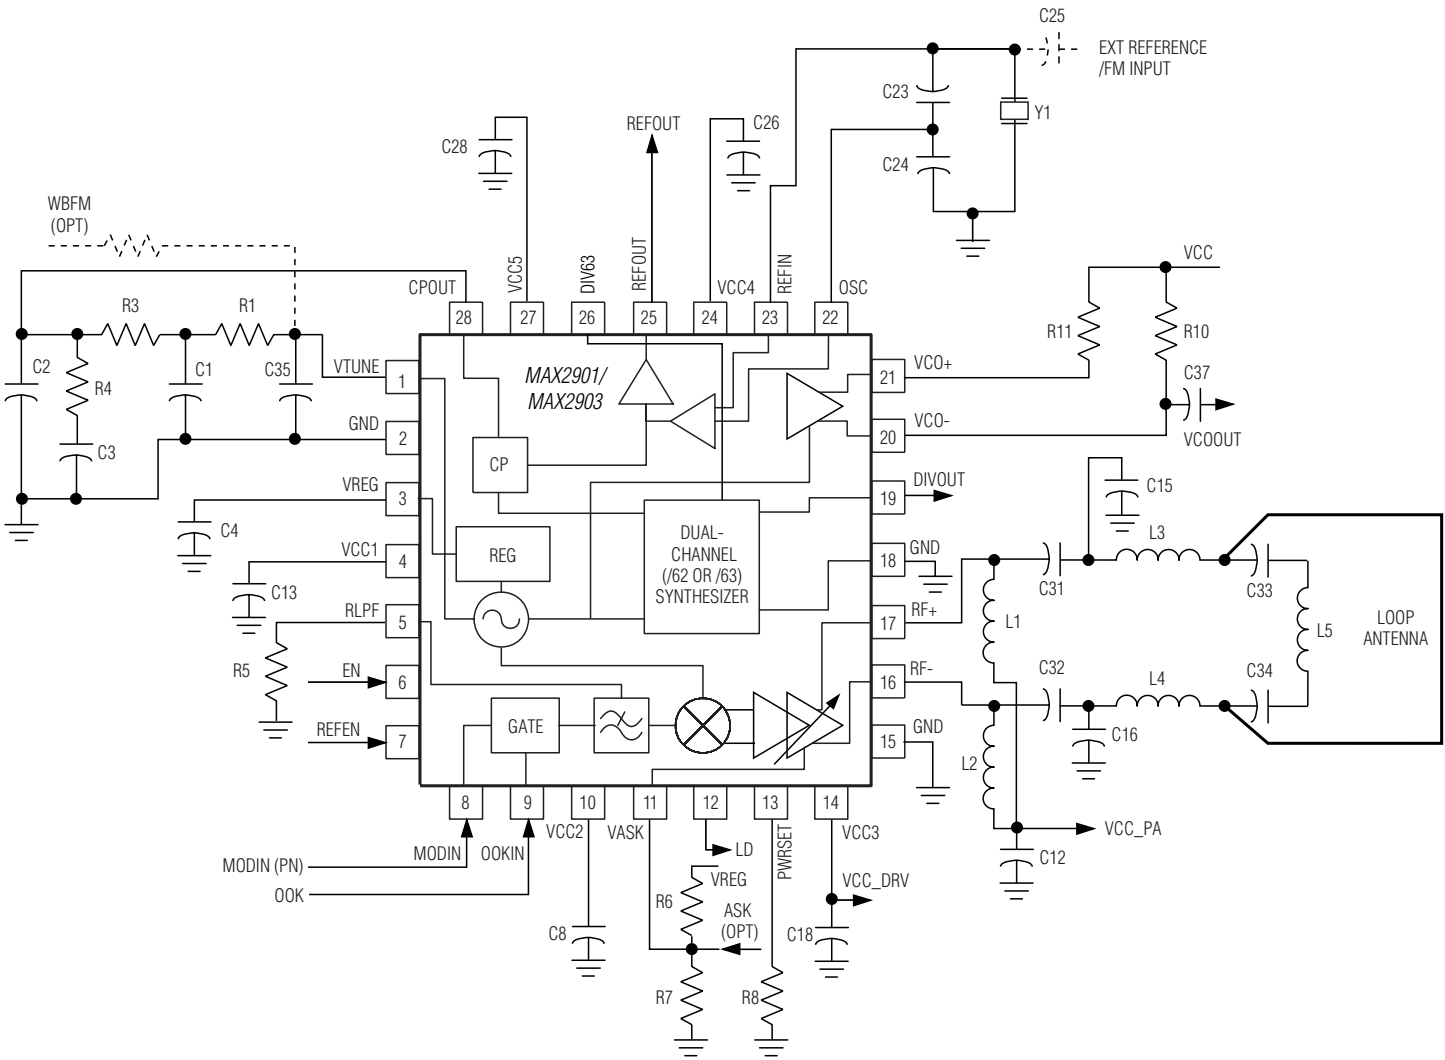 C25
EXT REFERENCE
/FM INPUT
C23
Y1
C28
REFOUT
C26
C24
WBFM
(OPT)
VCC
CPOUT
VCC5
DIV63
REFOUT
VCC4
REFIN
OSC
R3
R1
28
27
26
25
24
23
22
R11
R10
C2
R4
C1
C35
VTUNE
1
MAX2901/
MAX2903
21
VCO+
C37
GND
2
20
VCO-
VCOOUT
C3
CP
VREG
3
19
DIVOUT
C15
C4
REG
DUAL-
CHANNEL
(/62 OR /63)
SYNTHESIZER
L3
VCC1
4
18
GND
C13
C31
C33
RLPF
5
17
RF+
L1
L5
LOOP
ANTENNA
R5
EN
6
16
RF-
C32
L4
C34
REFEN
7
GATE
15
GND
C16
L2
8
9
10
11
12
13
14
MODIN
OOKIN
VCC2
VASK
LD
PWRSET
VCC3
VCC_PA
C12
MODIN (PN)
OOK
VREG
R6
ASK
(OPT)
VCC_DRV
C8
C18
R7
R8